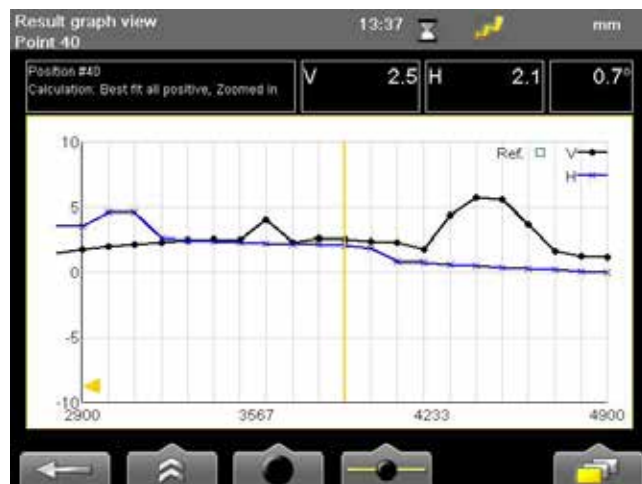 Result graph view 13:37 mm
Point 40
Position #40
Calculation: Best fit all positive, Zoomed in
V 2.5 H 2.1 0.7°
10
Ref. V
H
5
0
-5
-10
2900 3567 4233 4900